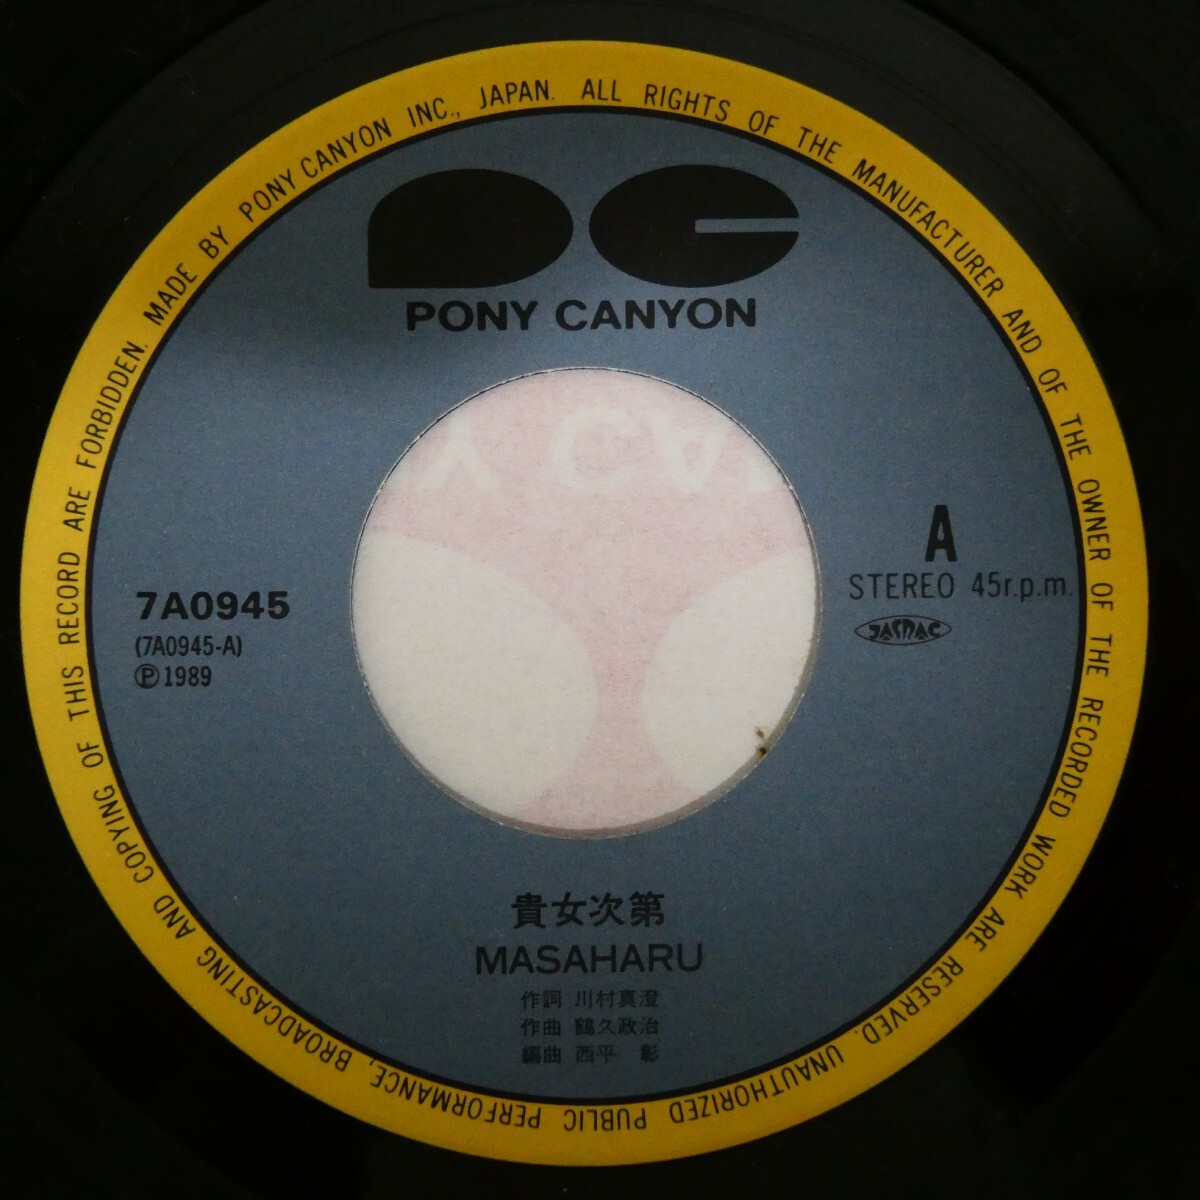 MADE BY PONY CANYON INC., JAPAN. ALL RIGHTS OF THE MANUFACTURER AND OF THE OWNER OF THE RECORDED WORK ARE RESERVED. UNAUTHORIZED PUBLIC PERFORMANCE, BROADCASTING AND COPYING OF THIS RECORD ARE FORBIDDEN.
PC
PONY CANYON
A
STEREO 45r.p.m.
JASRAC
7A0945
(7A0945-A)
℗1989
貴女次第
MASAHARU
作詞 川村真澄
作曲 鶴久政治
編曲 西平 彰